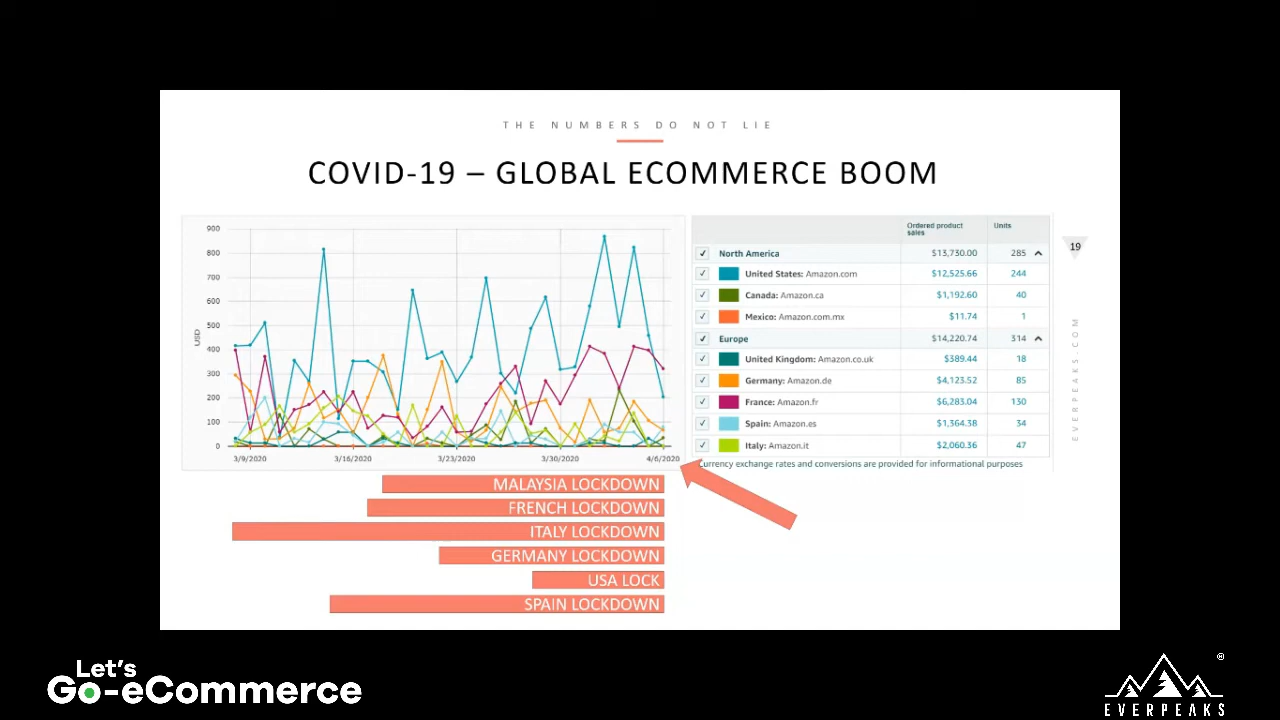 THE NUMBERS DO NOT LIE
COVID-19 – GLOBAL ECOMMERCE BOOM
900
800
700
600
500
400
300
200
100
0
USD
3/9/2020 3/16/2020 3/23/2020 3/30/2020 4/6/2020
Ordered product sales Units
North America $13,730.00 285
United States: Amazon.com $12,525.66 244
Canada: Amazon.ca $1,192.60 40
Mexico: Amazon.com.mx $11.74 1
Europe $14,220.74 314
United Kingdom: Amazon.co.uk $389.44 18
Germany: Amazon.de $4,123.52 85
France: Amazon.fr $6,283.04 130
Spain: Amazon.es $1,364.38 34
Italy: Amazon.it $2,060.36 47
Currency exchange rates and conversions are provided for informational purposes
19
EVERPEAKS.COM
MALAYSIA LOCKDOWN
FRENCH LOCKDOWN
ITALY LOCKDOWN
GERMANY LOCKDOWN
USA LOCK
SPAIN LOCKDOWN
Let's
Go-eCommerce
®
EVERPEAKS